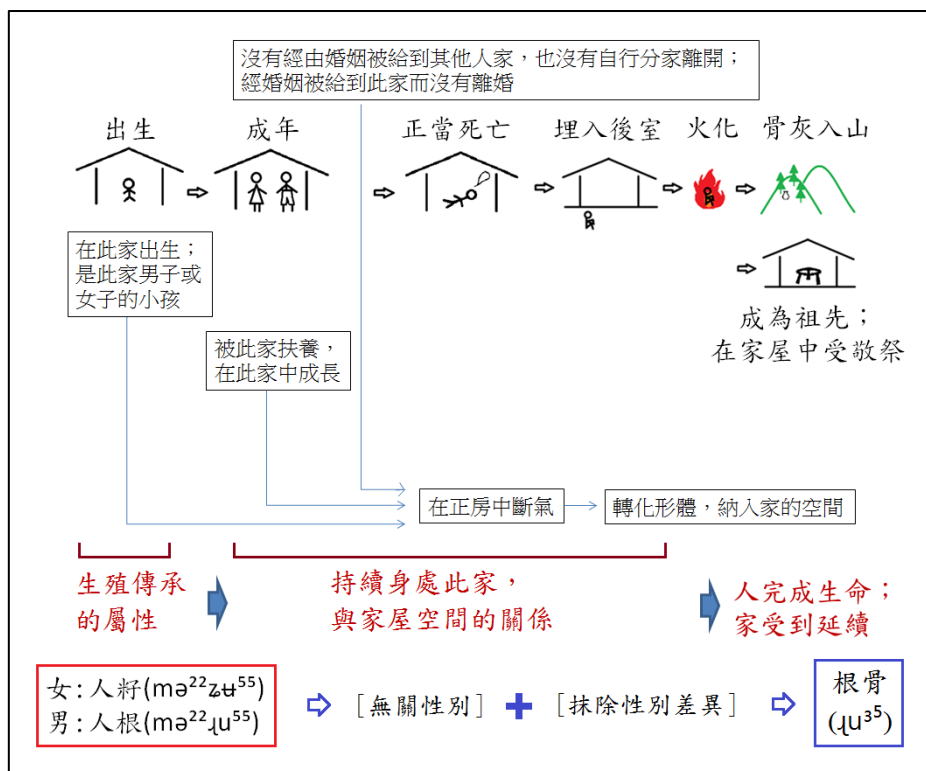 沒有經由婚姻被給到其他人家，也沒有自行分家離開；
經婚姻被給到此家而沒有離婚
出生
成年
正當死亡
埋入後室
火化
骨灰入山
在此家出生；
是此家男子或
女子的小孩
被此家扶養，
在此家中成長
成為祖先；
在家屋中受敬祭
在正房中斷氣
轉化形體，納入家的空間
生殖傳承
的屬性
持續身處此家，
與家屋空間的關係
人完成生命；
家受到延續
女：人籽(mə²²ʑʉ⁵⁵)
男：人根(mə²²ɻu⁵⁵)
［無關性別］
［抹除性別差異］
根骨
(ɻu³⁵)